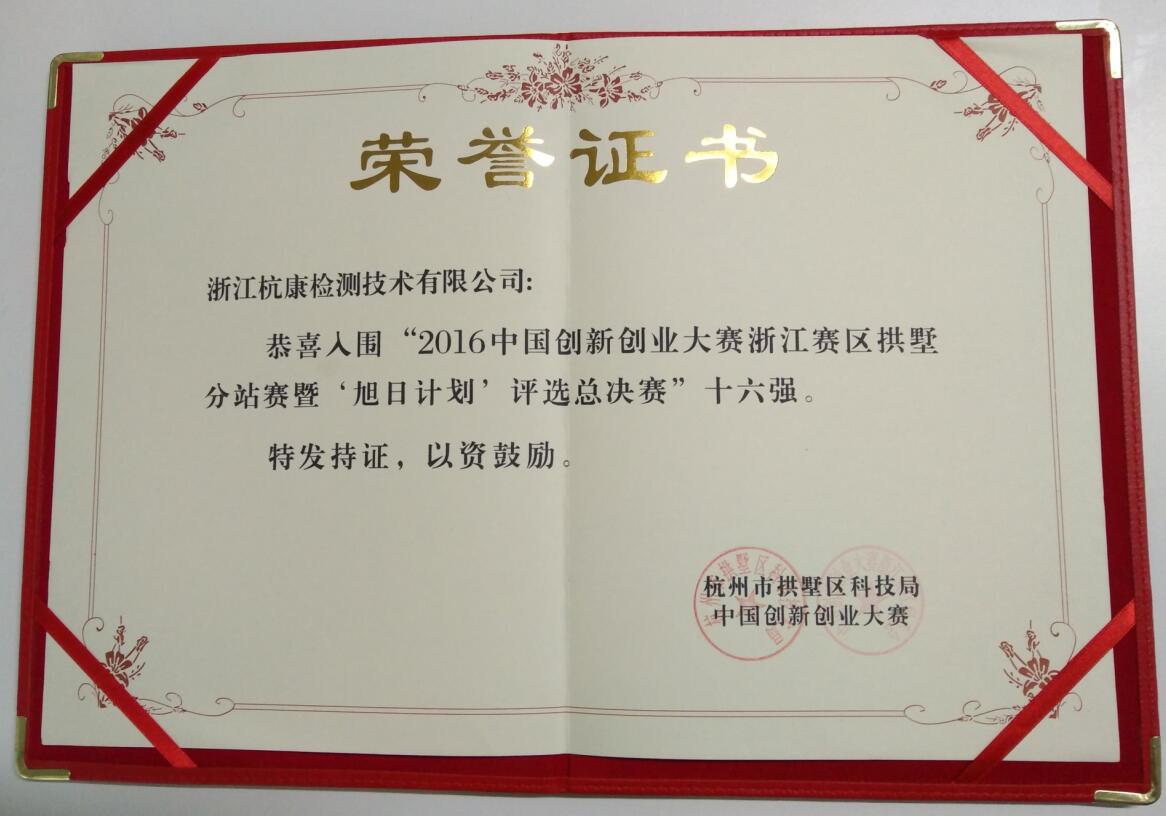 荣誉证书
浙江杭康检测技术有限公司:
恭喜入围“2016中国创新创业大赛浙江赛区拱墅
分站赛暨‘旭日计划’评选总决赛”十六强。
特发持证，以资鼓励。
杭州市拱墅区科技局
中国创新创业大赛